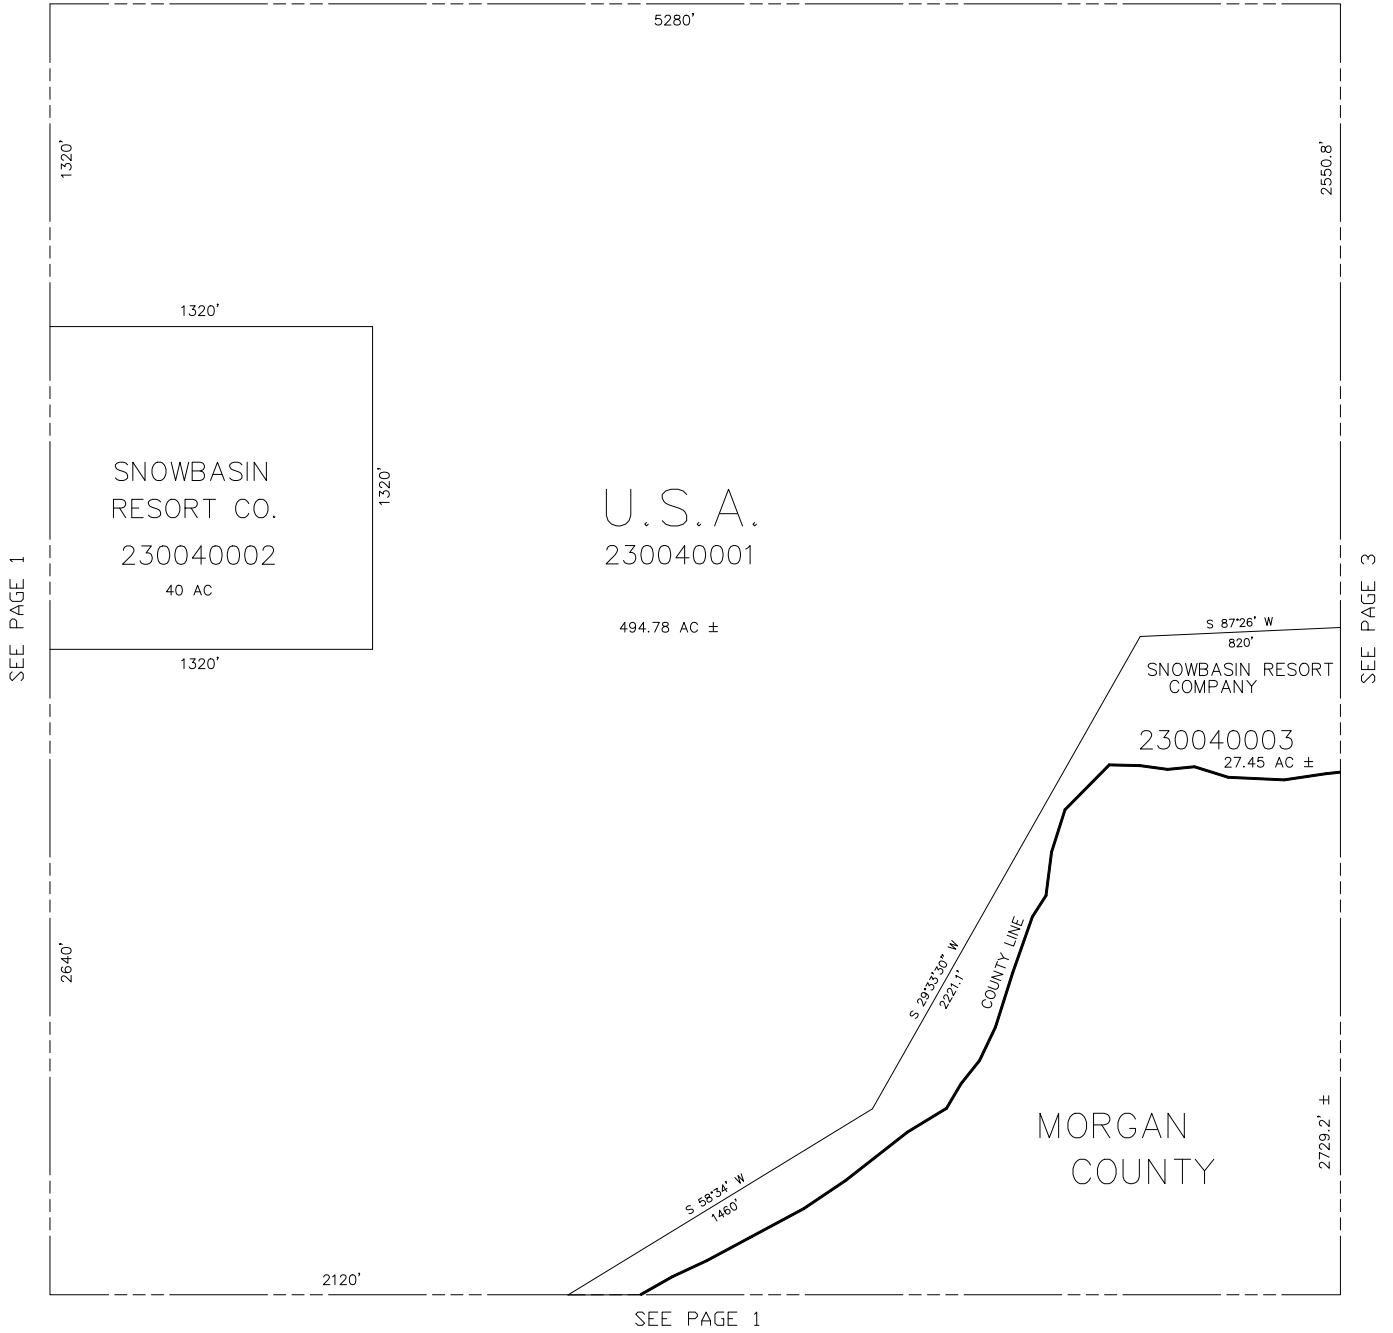 5280'
1320'
2550.8'
1320'
SNOWBASIN
RESORT CO.
230040002
40 AC
1320'
1320'
U.S.A.
230040001
494.78 AC ±
SEE PAGE 1
SEE PAGE 3
S 87°26' W
820'
SNOWBASIN RESORT
COMPANY
230040003
27.45 AC ±
2640'
S 29°33'30" W
2221.1'
COUNTY LINE
MORGAN
COUNTY
2729.2' ±
S 58°34' W
1460'
2120'
SEE PAGE 1